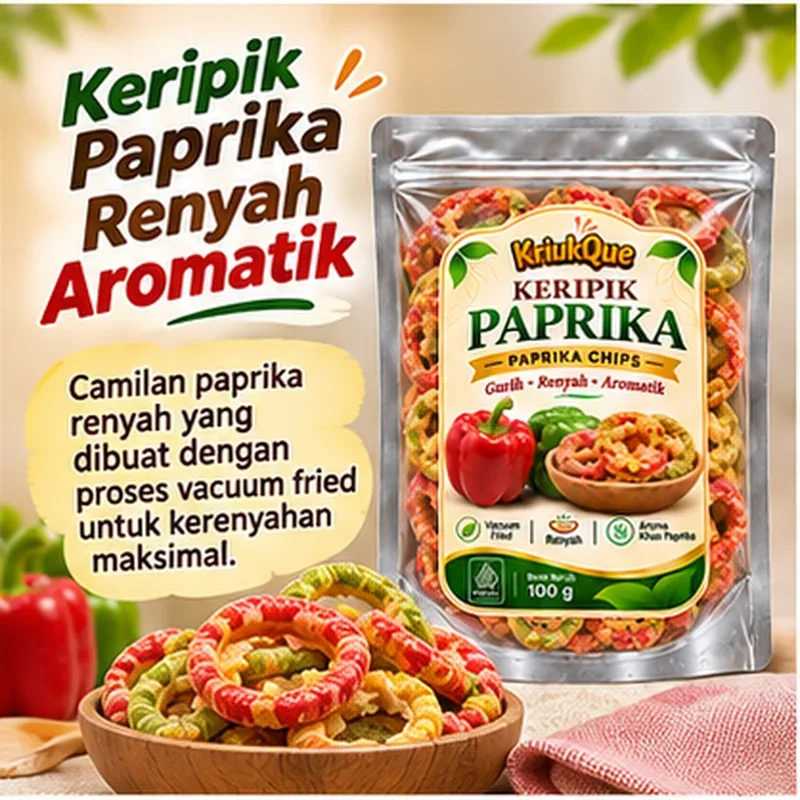 Keripik
Paprika
Renyah
Aromatik
Camilan paprika
renyah yang
dibuat dengan
proses vacuum fried
untuk kerenyahan
maksimal.
KriukQue
KERIPIK
PAPRIKA
PAPRIKA CHIPS
Renyah • Aromatik
Fried
Renyah
100 g